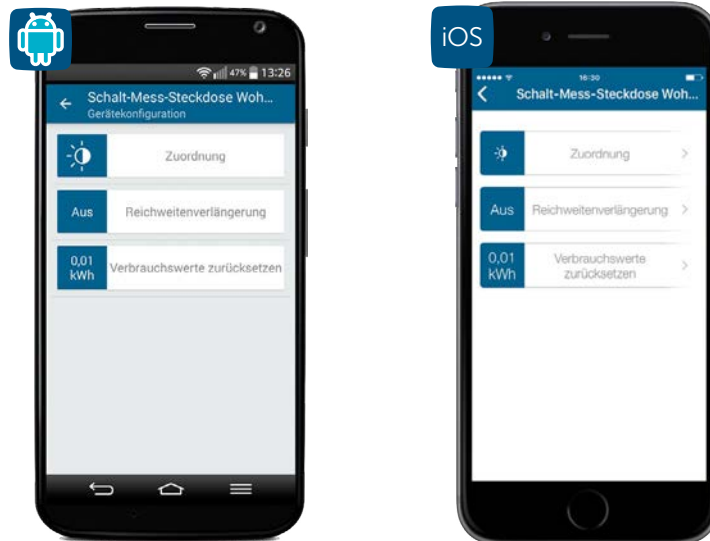 47% 13:26
Schalt-Mess-Steckdose Woh...
Gerätekonfiguration
Zuordnung
Aus
Reichweitenverlängerung
0,01
kWh
Verbrauchswerte zurücksetzen
iOS
16:30
Schalt-Mess-Steckdose Woh...
Zuordnung
Aus
Reichweitenverlängerung
0,01
kWh
Verbrauchswerte
zurücksetzen